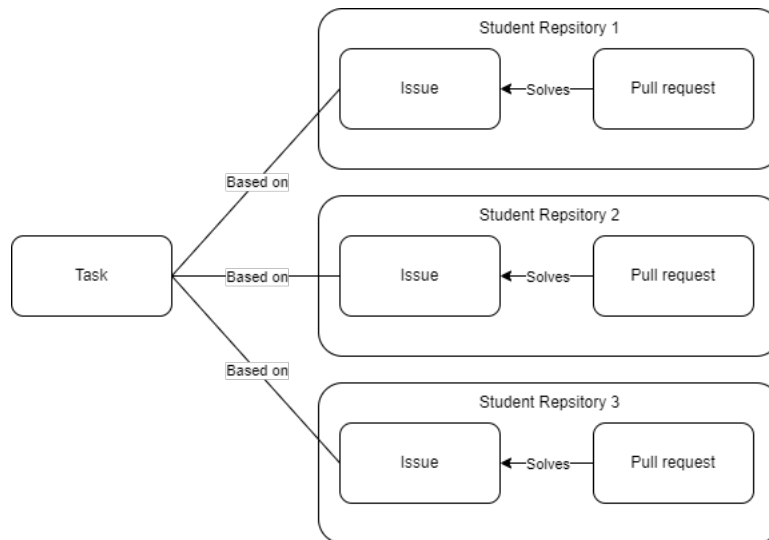 Student Repsitory 1
Issue
Solves
Pull request
Based on
Student Repsitory 2
Task
Based on
Issue
Solves
Pull request
Based on
Student Repsitory 3
Issue
Solves
Pull request